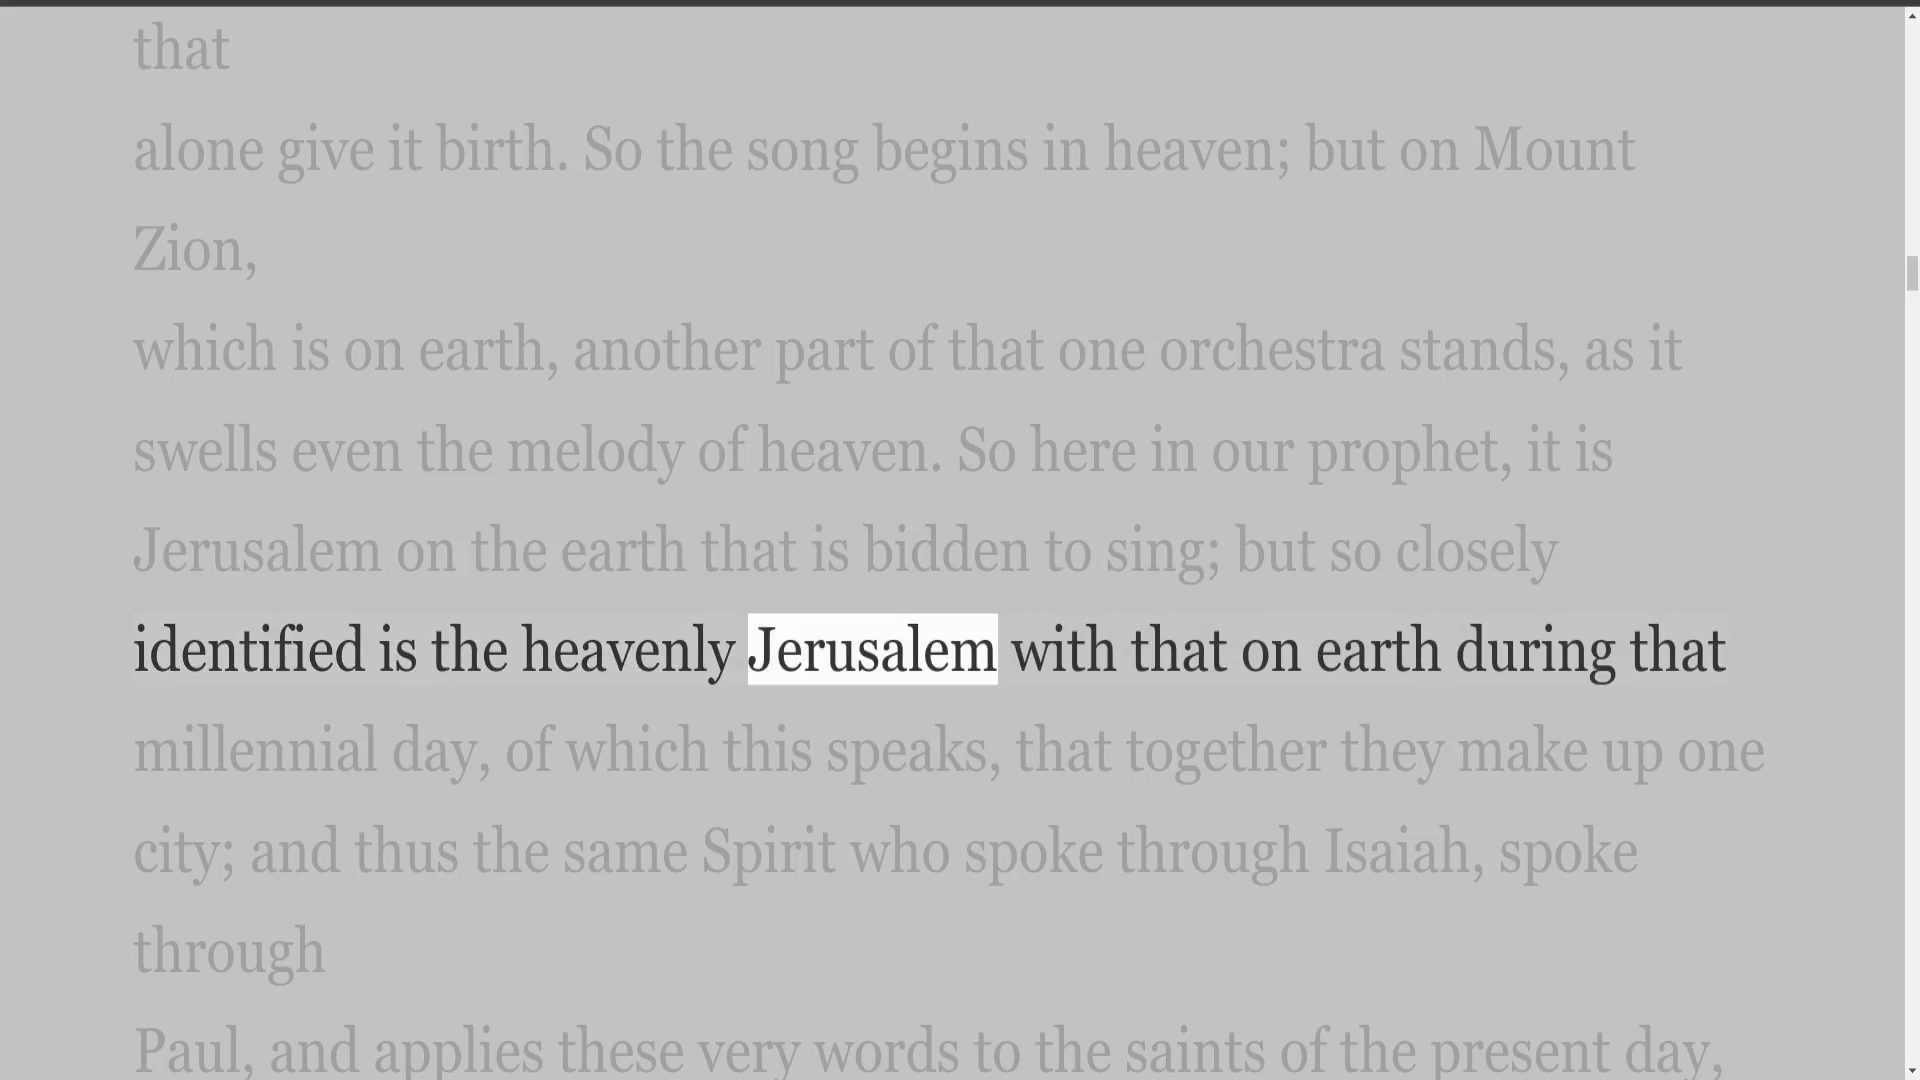 that
alone give it birth. So the song begins in heaven; but on Mount
Zion,
which is on earth, another part of that one orchestra stands, as it
swells even the melody of heaven. So here in our prophet, it is
Jerusalem on the earth that is bidden to sing; but so closely
identified is the heavenly Jerusalem with that on earth during that
millennial day, of which this speaks, that together they make up one
city; and thus the same Spirit who spoke through Isaiah, spoke
through
Paul, and applies these very words to the saints of the present day,